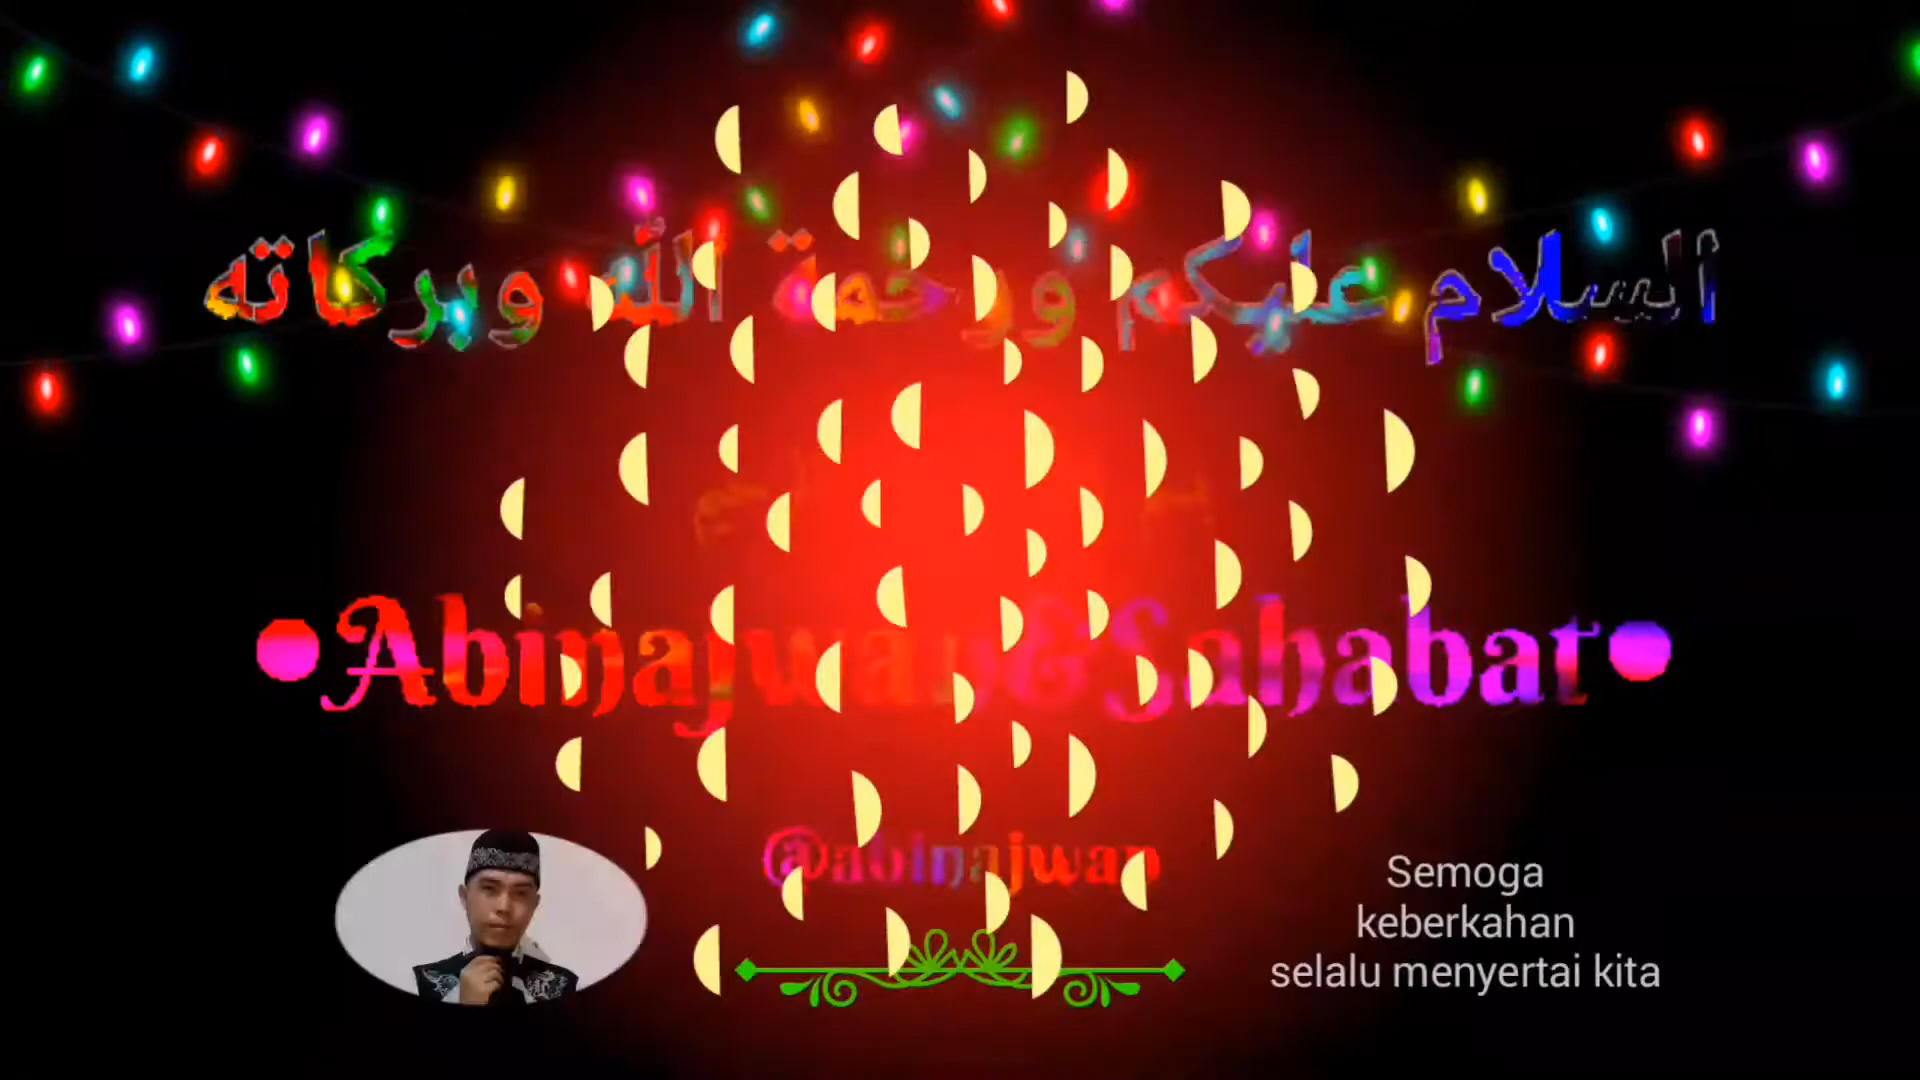 السلام عليكم ورحمة الله وبركاته
•Abinajwan&Sahabat•
@abinajwan
Semoga
keberkahan
selalu menyertai kita